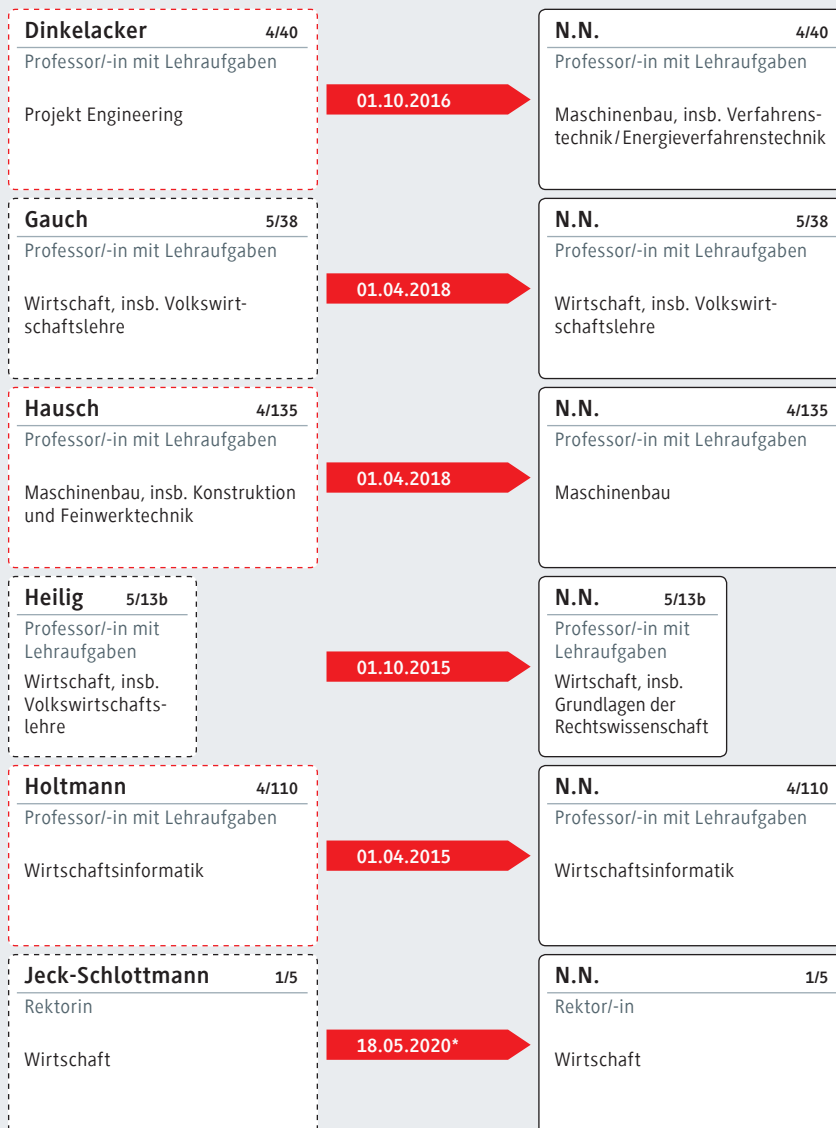 Dinkelacker 4/40
Professor/-in mit Lehraufgaben
Projekt Engineering
01.10.2016
N.N. 4/40
Professor/-in mit Lehraufgaben
Maschinenbau, insb. Verfahrens-
technik/Energieverfahrenstechnik
Gauch 5/38
Professor/-in mit Lehraufgaben
Wirtschaft, insb. Volkswirt-
schaftslehre
01.04.2018
N.N. 5/38
Professor/-in mit Lehraufgaben
Wirtschaft, insb. Volkswirt-
schaftslehre
Hausch 4/135
Professor/-in mit Lehraufgaben
Maschinenbau, insb. Konstruktion
und Feinwerktechnik
01.04.2018
N.N. 4/135
Professor/-in mit Lehraufgaben
Maschinenbau
Heilig 5/13b
Professor/-in mit
Lehraufgaben
Wirtschaft, insb.
Volkswirtschafts-
lehre
01.10.2015
N.N. 5/13b
Professor/-in mit
Lehraufgaben
Wirtschaft, insb.
Grundlagen der
Rechtswissenschaft
Holtmann 4/110
Professor/-in mit Lehraufgaben
Wirtschaftsinformatik
01.04.2015
N.N. 4/110
Professor/-in mit Lehraufgaben
Wirtschaftsinformatik
Jeck-Schlottmann 1/5
Rektorin
Wirtschaft
18.05.2020*
N.N. 1/5
Rektor/-in
Wirtschaft